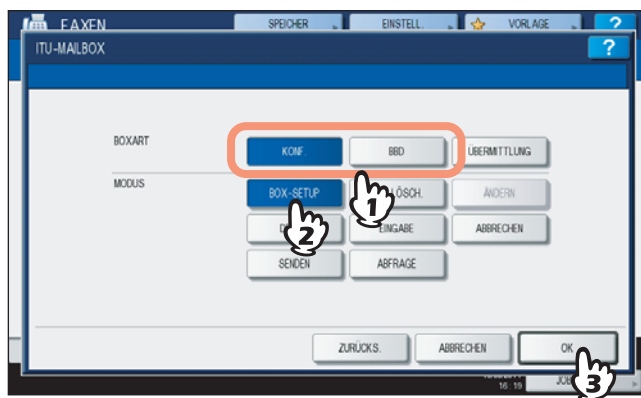 FAXEN SPEICHER EINSTELL. VORLAGE ?
ITU-MAILBOX ?
BOXART KONF. BBD ÜBERMITTLUNG
1
MODUS BOX-SETUP LÖSCH. ÄNDERN
2 EINGABE ABBRECHEN
SENDEN ABFRAGE
ZURÜCKS. ABBRECHEN OK
16:19 3